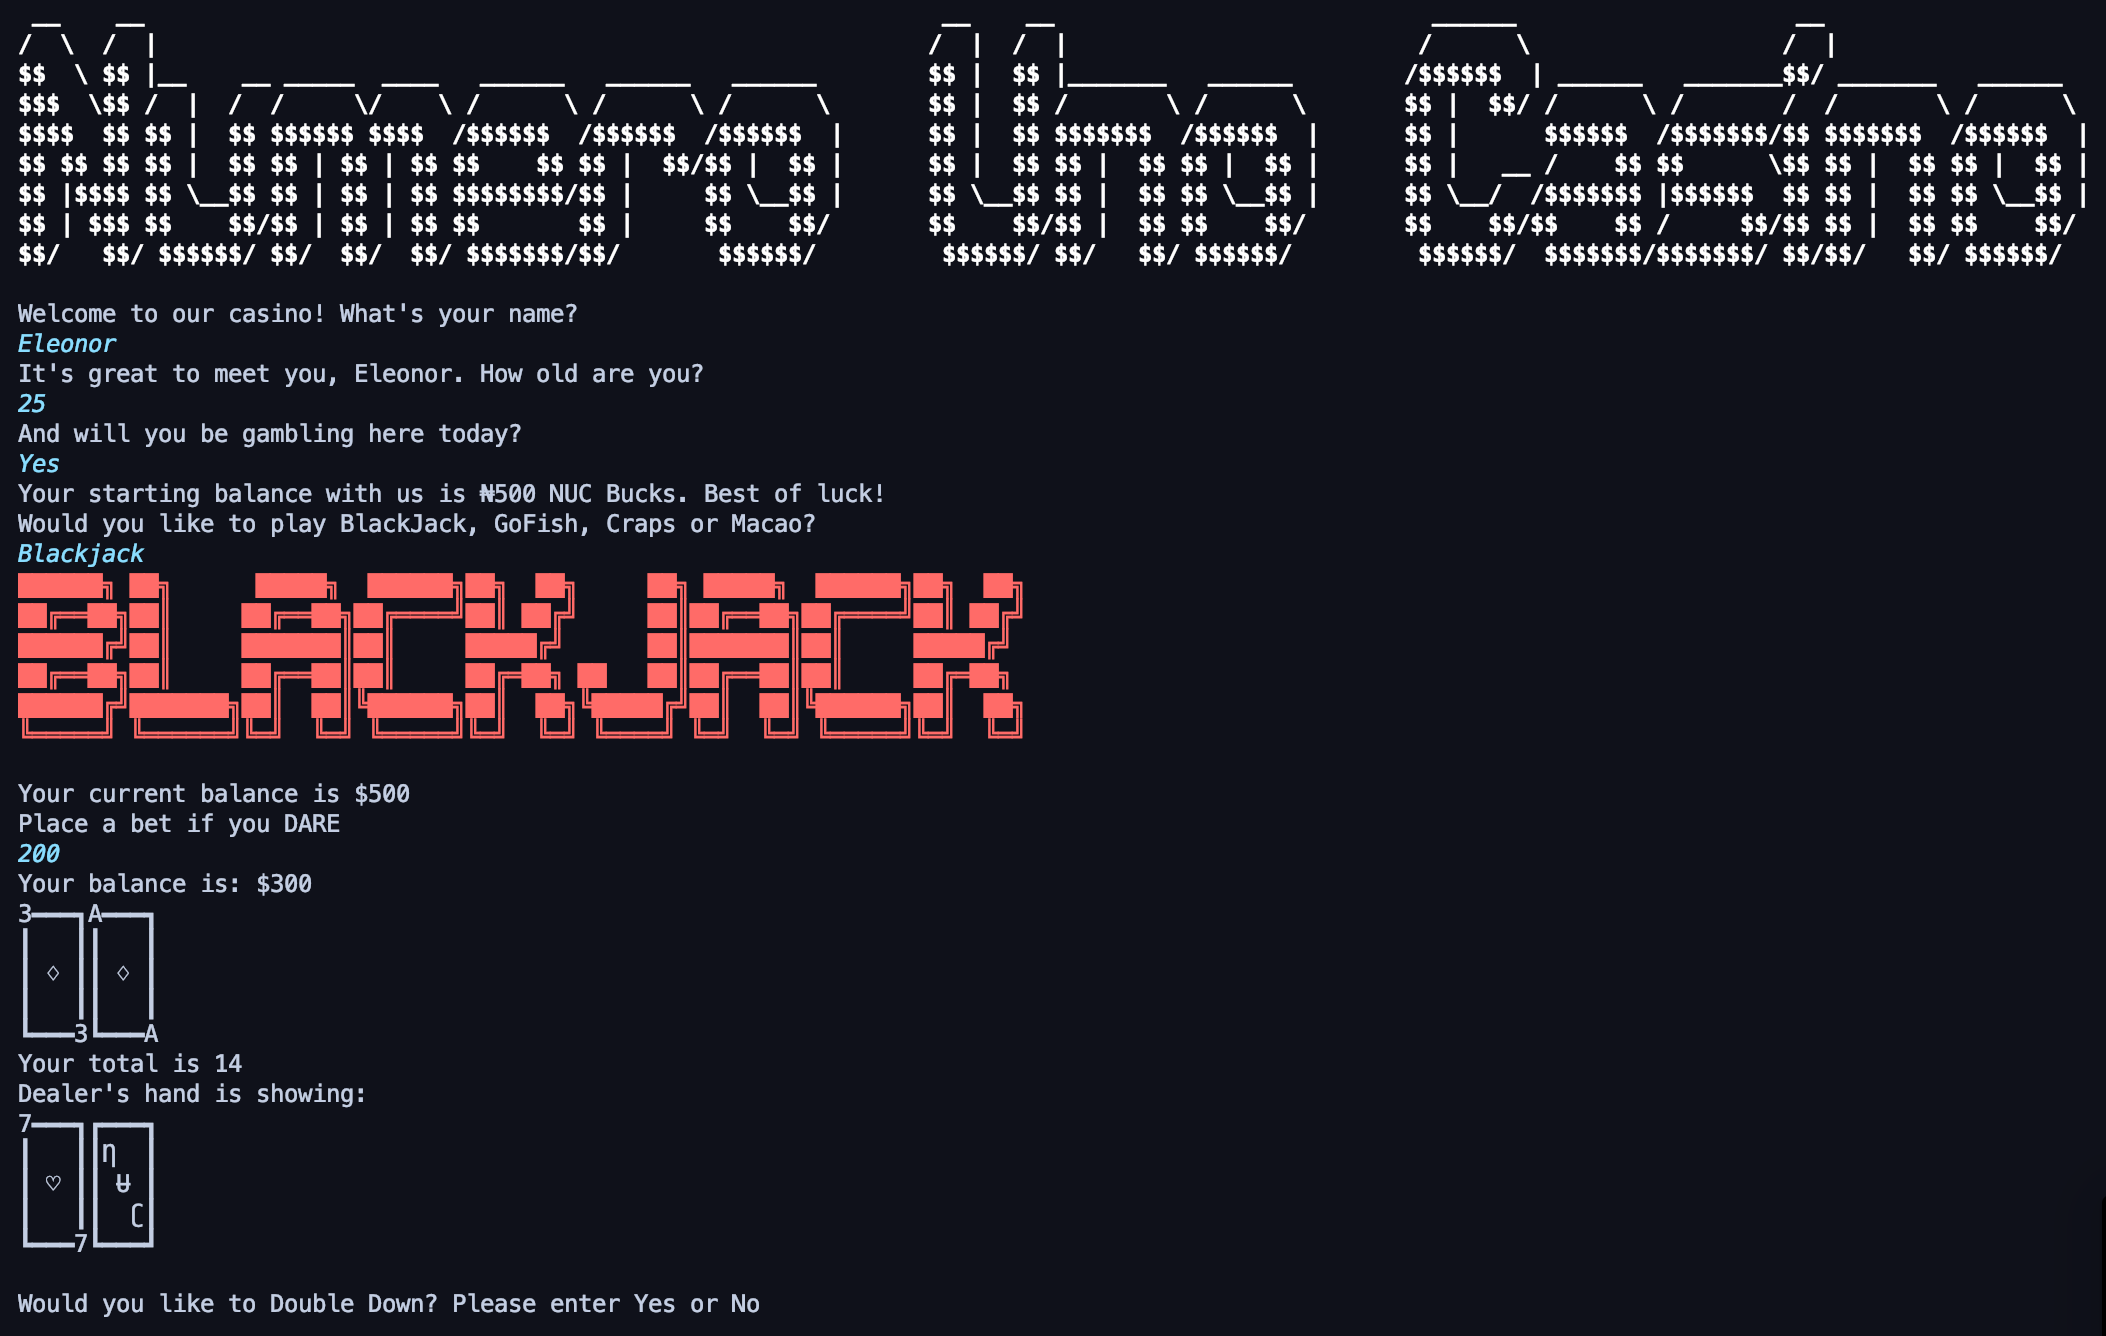 Numero Uno Casino
Welcome to our casino! What's your name?
Eleonor
It's great to meet you, Eleonor. How old are you?
25
And will you be gambling here today?
Yes
Your starting balance with us is ₦500 NUC Bucks. Best of luck!
Would you like to play BlackJack, GoFish, Craps or Macao?
Blackjack
BLACKJACK
Your current balance is $500
Place a bet if you DARE
200
Your balance is: $300
3 A
♢ ♢
3 A
Your total is 14
Dealer's hand is showing:
7
η
♡ ʉ
C
7
Would you like to Double Down? Please enter Yes or No